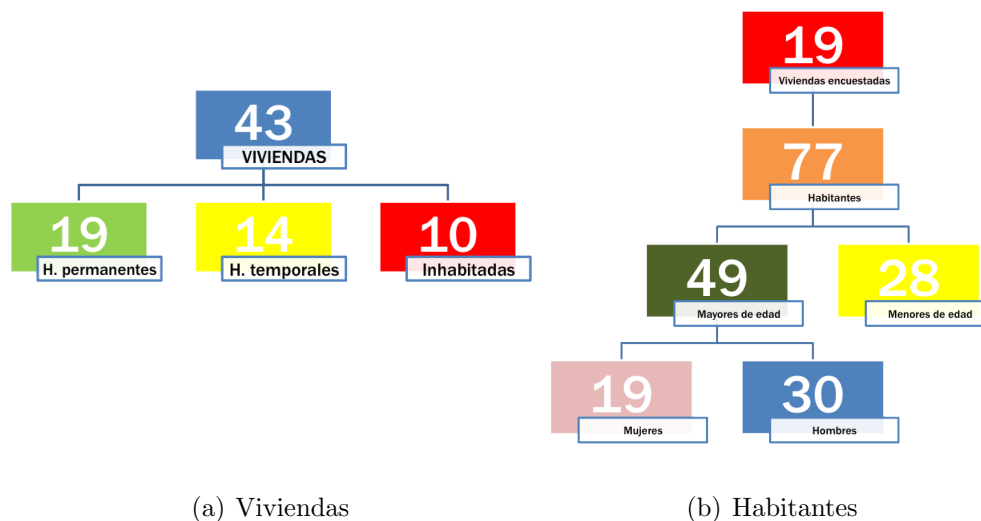 43
VIVIENDAS
19
H. permanentes
14
H. temporales
10
Inhabitadas
(a) Viviendas
19
Viviendas encuestadas
77
Habitantes
49
Mayores de edad
28
Menores de edad
19
Mujeres
30
Hombres
(b) Habitantes